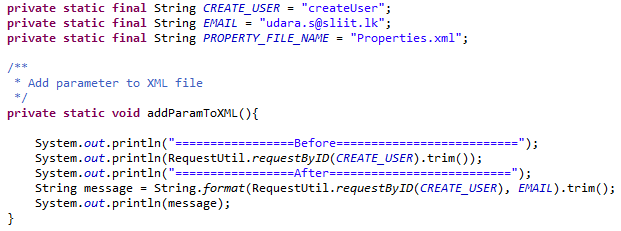 private static final String CREATE_USER = "createUser";
private static final String EMAIL = "udara.s@sliit.lk";
private static final String PROPERTY_FILE_NAME = "Properties.xml";
/**
 * Add parameter to XML file
 */
private static void addParamToXML(){
    System.out.println("=================Before==========================");
    System.out.println(RequestUtil.requestByID(CREATE_USER).trim());
    System.out.println("=================After==========================");
    String message = String.format(RequestUtil.requestByID(CREATE_USER), EMAIL).trim();
    System.out.println(message);
}